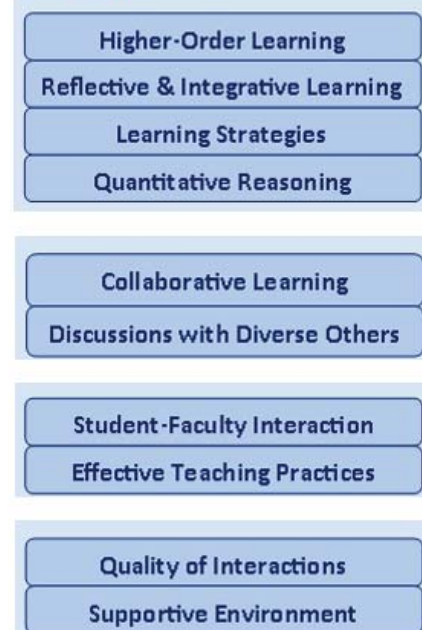 Higher-Order Learning
Reflective & Integrative Learning
Learning Strategies
Quantitative Reasoning
Collaborative Learning
Discussions with Diverse Others
Student-Faculty Interaction
Effective Teaching Practices
Quality of Interactions
Supportive Environment